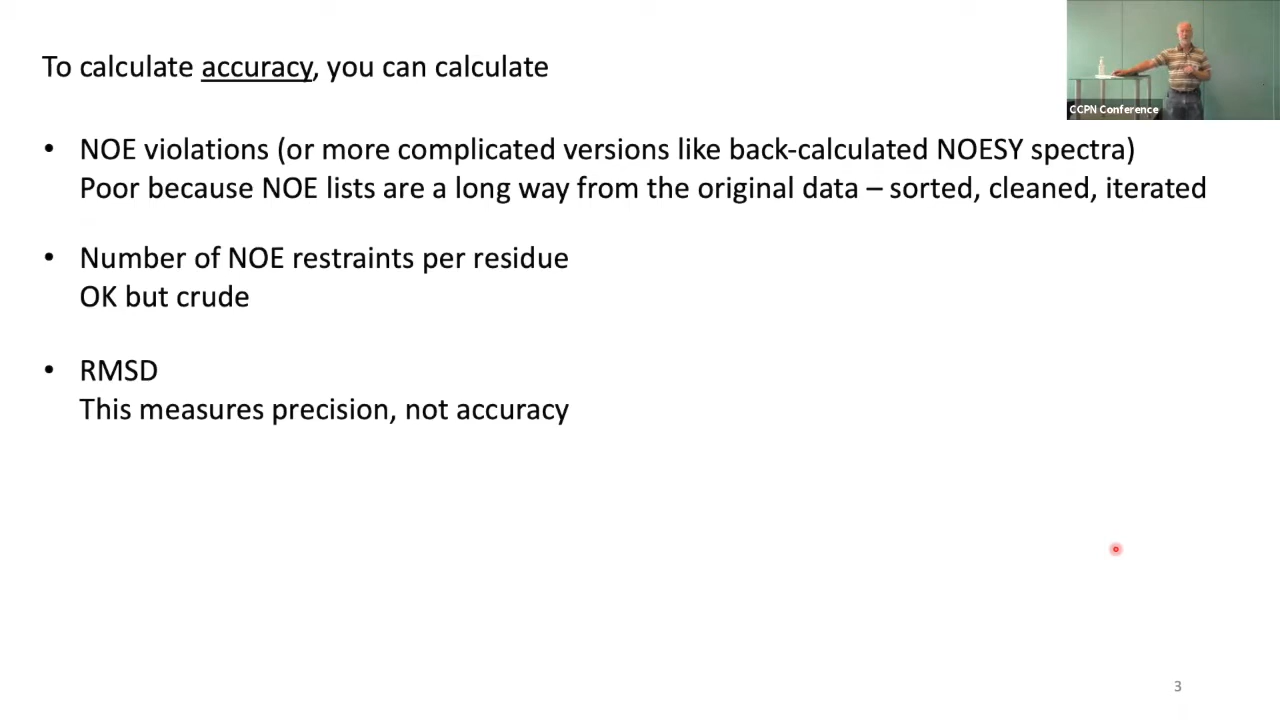 To calculate accuracy, you can calculate
CCPN Conference
• NOE violations (or more complicated versions like back-calculated NOESY spectra)
Poor because NOE lists are a long way from the original data – sorted, cleaned, iterated
• Number of NOE restraints per residue
OK but crude
• RMSD
This measures precision, not accuracy
3